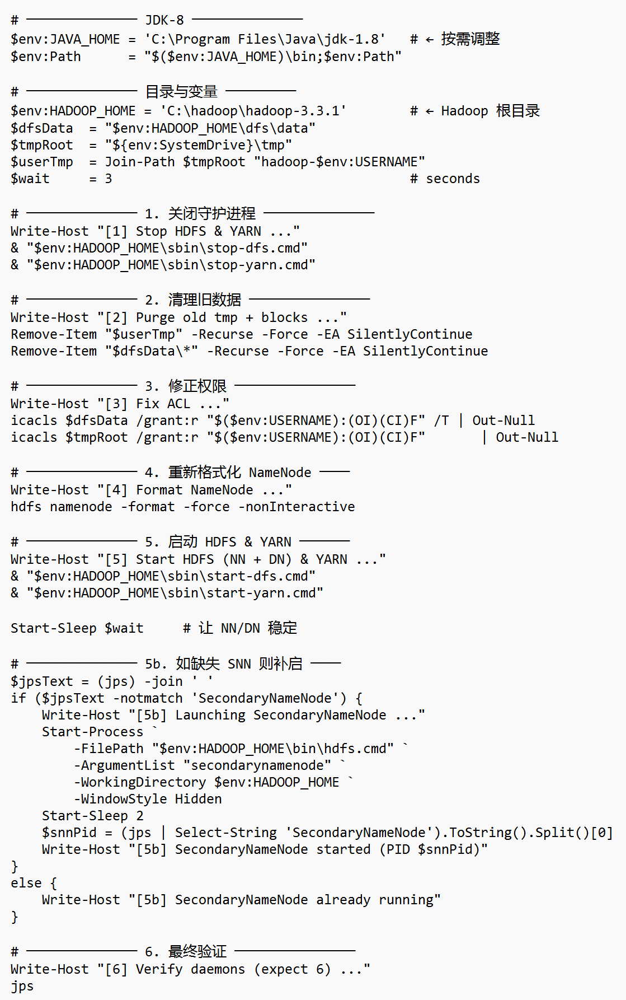 # ────────────── JDK-8 ──────────────
$env:JAVA_HOME = 'C:\Program Files\Java\jdk-1.8'   # ← 按需调整
$env:Path      = "$($env:JAVA_HOME)\bin;$env:Path"

# ────────────── 目录与变量 ─────────
$env:HADOOP_HOME = 'C:\hadoop\hadoop-3.3.1'        # ← Hadoop 根目录
$dfsData  = "$env:HADOOP_HOME\dfs\data"
$tmpRoot  = "${env:SystemDrive}\tmp"
$userTmp  = Join-Path $tmpRoot "hadoop-$env:USERNAME"
$wait     = 3                                      # seconds

# ────────────── 1. 关闭守护进程 ──────────────
Write-Host "[1] Stop HDFS & YARN ..."
& "$env:HADOOP_HOME\sbin\stop-dfs.cmd"
& "$env:HADOOP_HOME\sbin\stop-yarn.cmd"

# ────────────── 2. 清理旧数据 ───────────────
Write-Host "[2] Purge old tmp + blocks ..."
Remove-Item "$userTmp" -Recurse -Force -EA SilentlyContinue
Remove-Item "$dfsData\*" -Recurse -Force -EA SilentlyContinue

# ────────────── 3. 修正权限 ───────────────
Write-Host "[3] Fix ACL ..."
icacls $dfsData /grant:r "$($env:USERNAME):(OI)(CI)F" /T | Out-Null
icacls $tmpRoot /grant:r "$($env:USERNAME):(OI)(CI)F"       | Out-Null

# ────────────── 4. 重新格式化 NameNode ────
Write-Host "[4] Format NameNode ..."
hdfs namenode -format -force -nonInteractive

# ────────────── 5. 启动 HDFS & YARN ──────
Write-Host "[5] Start HDFS (NN + DN) & YARN ..."
& "$env:HADOOP_HOME\sbin\start-dfs.cmd"
& "$env:HADOOP_HOME\sbin\start-yarn.cmd"

Start-Sleep $wait     # 让 NN/DN 稳定

# ────────────── 5b. 如缺失 SNN 则补启 ────
$jpsText = (jps) -join ' '
if ($jpsText -notmatch 'SecondaryNameNode') {
    Write-Host "[5b] Launching SecondaryNameNode ..."
    Start-Process `
        -FilePath "$env:HADOOP_HOME\bin\hdfs.cmd" `
        -ArgumentList "secondarynamenode" `
        -WorkingDirectory $env:HADOOP_HOME `
        -WindowStyle Hidden
    Start-Sleep 2
    $snnPid = (jps | Select-String 'SecondaryNameNode').ToString().Split()[0]
    Write-Host "[5b] SecondaryNameNode started (PID $snnPid)"
}
else {
    Write-Host "[5b] SecondaryNameNode already running"
}

# ────────────── 6. 最终验证 ───────────────
Write-Host "[6] Verify daemons (expect 6) ..."
jps